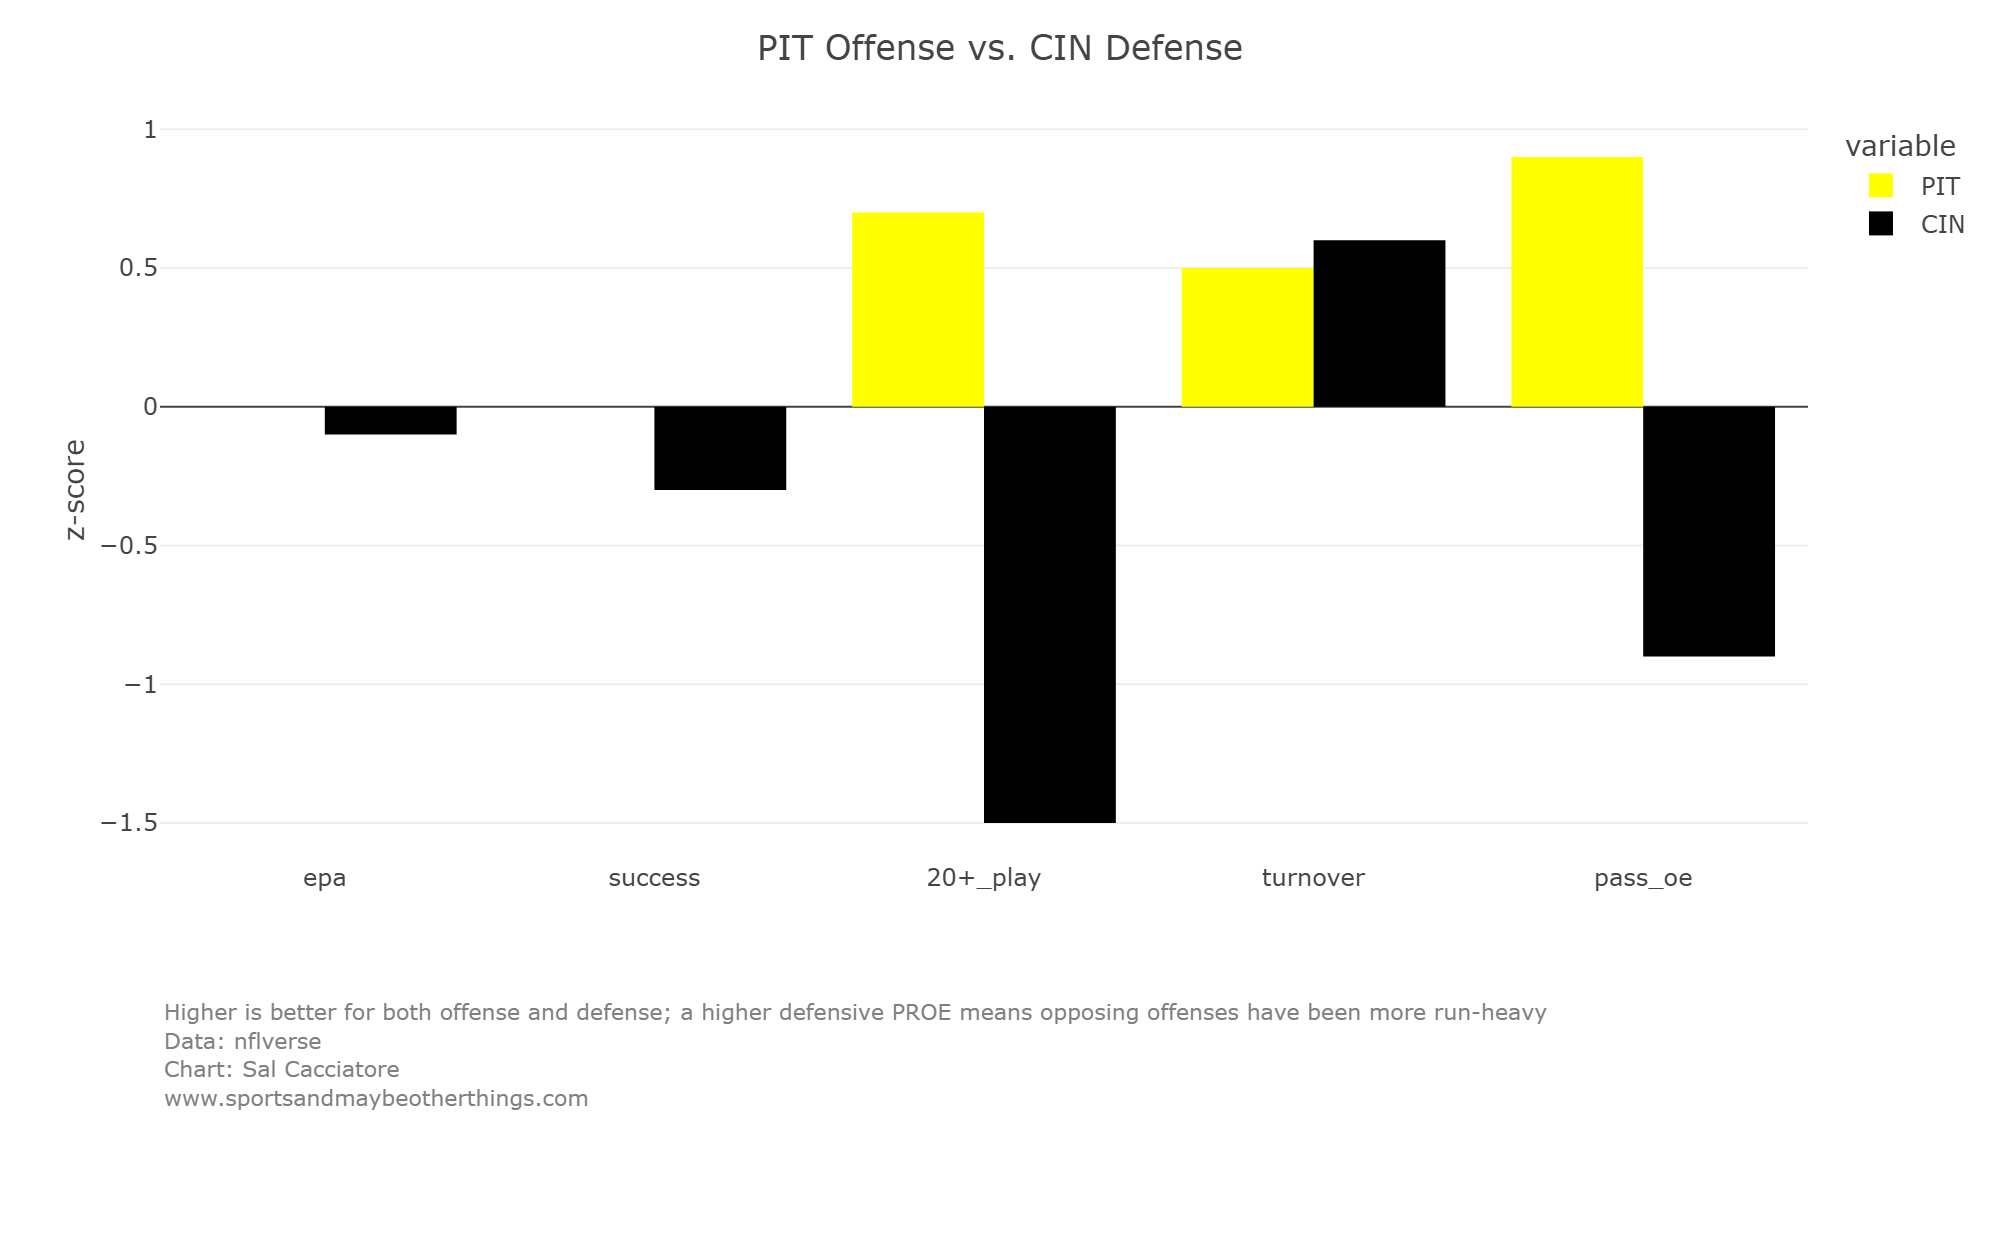 PIT Offense vs. CIN Defense
1
0.5
0
−0.5
−1
−1.5
z-score
epa
success
20+_play
turnover
pass_oe
variable
PIT
CIN
Higher is better for both offense and defense; a higher defensive PROE means opposing offenses have been more run-heavy
Data: nflverse
Chart: Sal Cacciatore
www.sportsandmaybeotherthings.com